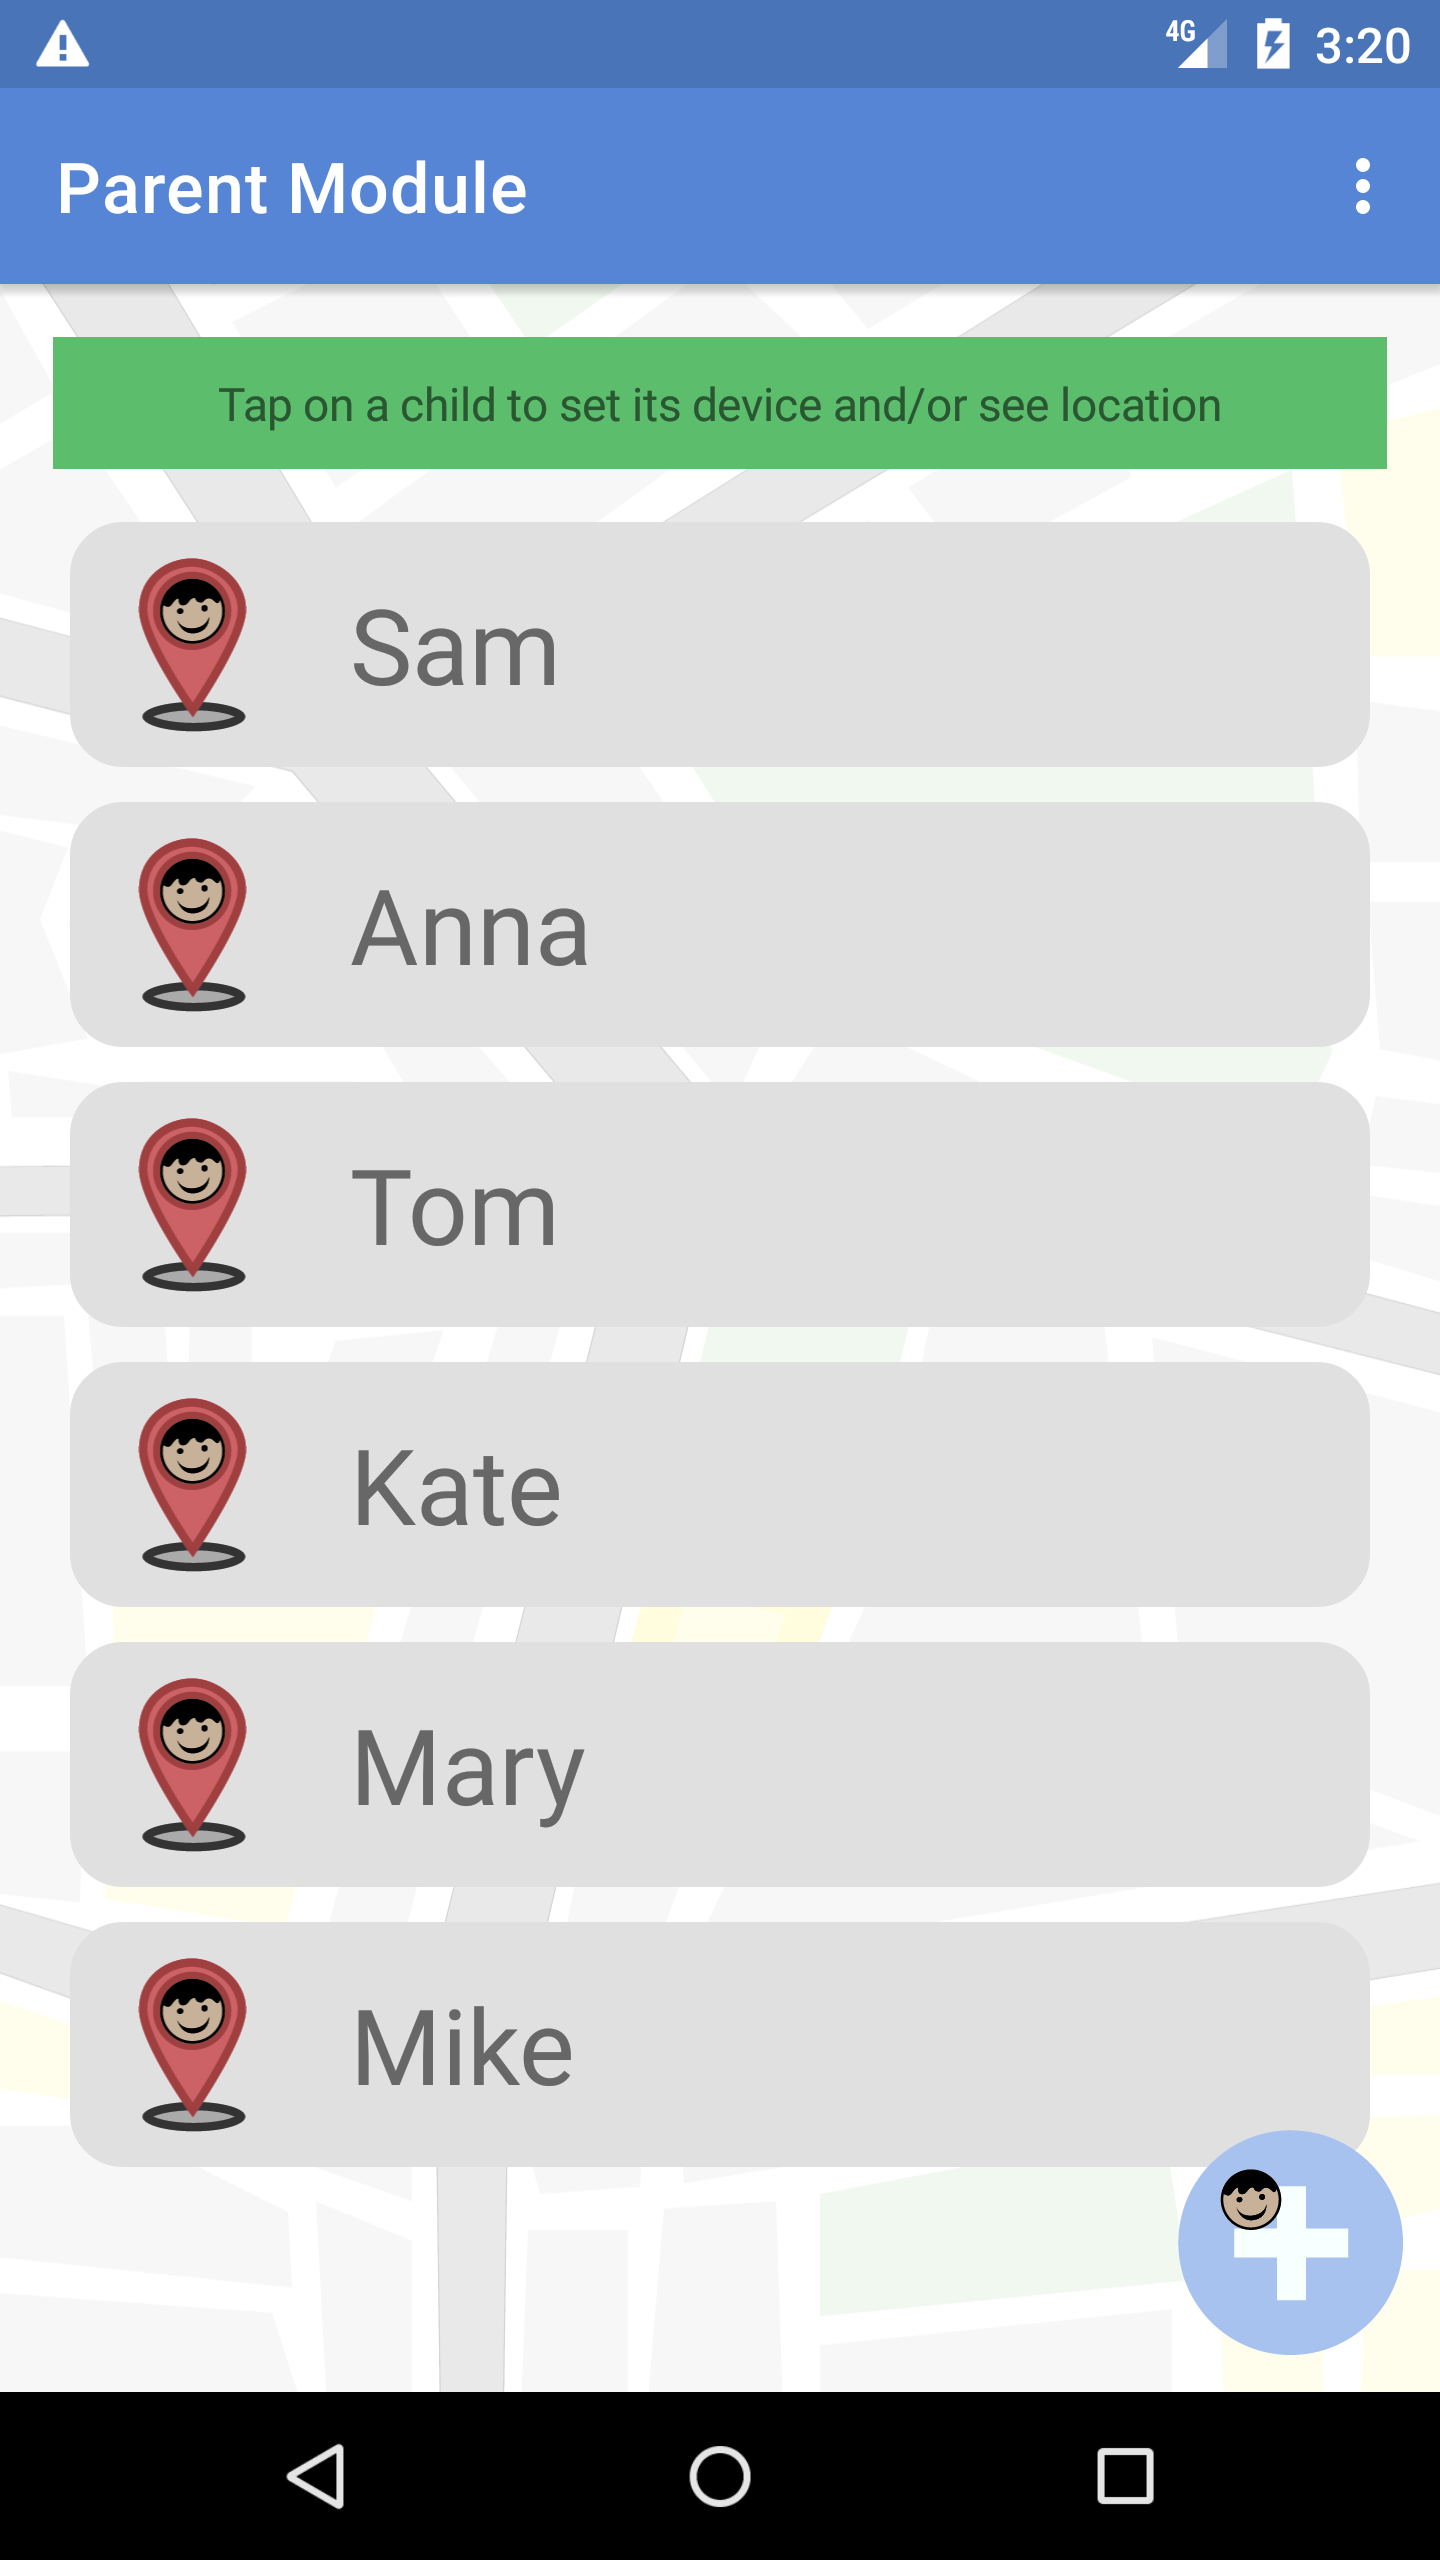 4G 3:20
Parent Module
Tap on a child to set its device and/or see location
Sam
Anna
Tom
Kate
Mary
Mike